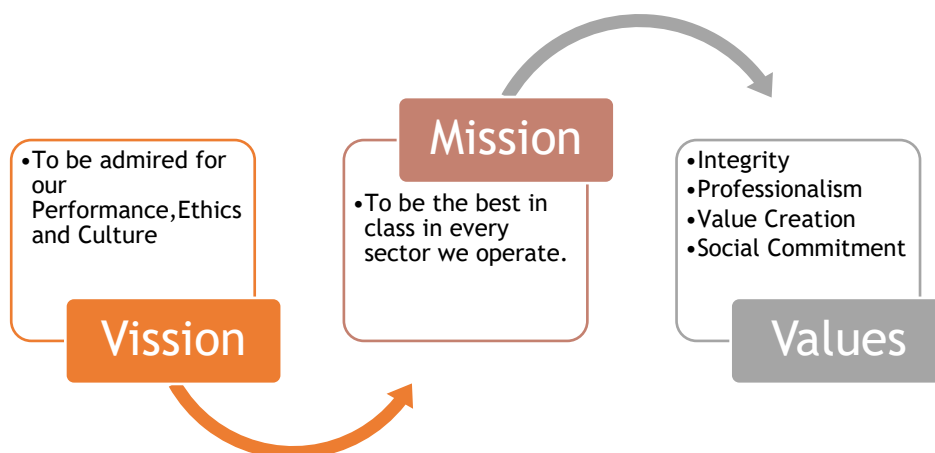 •To be admired for
our
Performance,Ethics
and Culture
Vission
Mission
•To be the best in
class in every
sector we operate.
•Integrity
•Professionalism
•Value Creation
•Social Commitment
Values